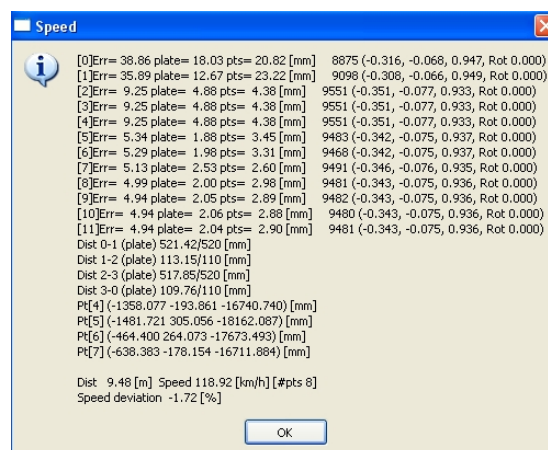 Speed
[0]Err= 38.86 plate= 18.03 pts= 20.82 [mm] 8875 (-0.316, -0.068, 0.947, Rot 0.000)
[1]Err= 35.89 plate= 12.67 pts= 23.22 [mm] 9098 (-0.308, -0.066, 0.949, Rot 0.000)
[2]Err= 9.25 plate= 4.88 pts= 4.38 [mm] 9551 (-0.351, -0.077, 0.933, Rot 0.000)
[3]Err= 9.25 plate= 4.88 pts= 4.38 [mm] 9551 (-0.351, -0.077, 0.933, Rot 0.000)
[4]Err= 9.25 plate= 4.88 pts= 4.38 [mm] 9551 (-0.351, -0.077, 0.933, Rot 0.000)
[5]Err= 5.34 plate= 1.88 pts= 3.45 [mm] 9483 (-0.342, -0.075, 0.937, Rot 0.000)
[6]Err= 5.29 plate= 1.98 pts= 3.31 [mm] 9468 (-0.342, -0.075, 0.937, Rot 0.000)
[7]Err= 5.13 plate= 2.53 pts= 2.60 [mm] 9491 (-0.346, -0.076, 0.935, Rot 0.000)
[8]Err= 4.99 plate= 2.00 pts= 2.98 [mm] 9481 (-0.343, -0.075, 0.936, Rot 0.000)
[9]Err= 4.94 plate= 2.05 pts= 2.89 [mm] 9482 (-0.343, -0.075, 0.936, Rot 0.000)
[10]Err= 4.94 plate= 2.06 pts= 2.88 [mm] 9480 (-0.343, -0.075, 0.936, Rot 0.000)
[11]Err= 4.94 plate= 2.04 pts= 2.90 [mm] 9481 (-0.343, -0.075, 0.936, Rot 0.000)
Dist 0-1 (plate) 521.42/520 [mm]
Dist 1-2 (plate) 113.15/110 [mm]
Dist 2-3 (plate) 517.85/520 [mm]
Dist 3-0 (plate) 109.76/110 [mm]
Pt[4] (-1358.077 -193.861 -16740.740) [mm]
Pt[5] (-1481.721 305.056 -18162.087) [mm]
Pt[6] (-464.400 264.073 -17673.493) [mm]
Pt[7] (-638.383 -178.154 -16711.884) [mm]
Dist 9.48 [m] Speed 118.92 [km/h] [#pts 8]
Speed deviation -1.72 [%]
OK